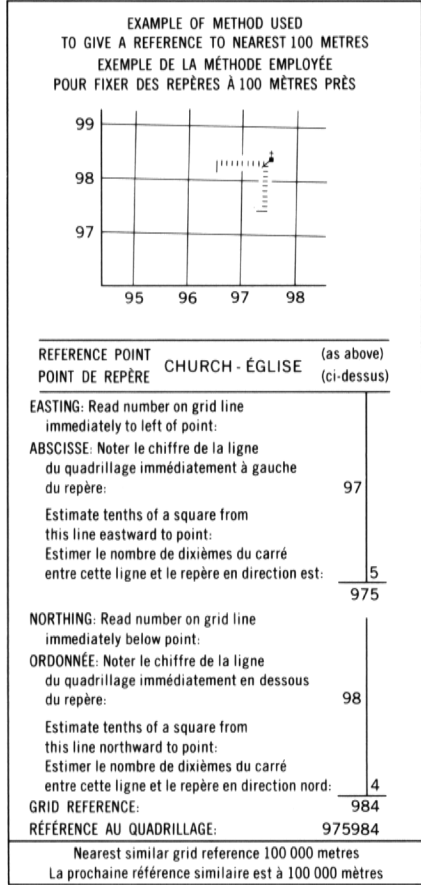 EXAMPLE OF METHOD USED
TO GIVE A REFERENCE TO NEAREST 100 METRES
EXEMPLE DE LA MÉTHODE EMPLOYÉE
POUR FIXER DES REPÈRES À 100 MÈTRES PRÈS
99
98
97
95 96 97 98
REFERENCE POINT
POINT DE REPÈRE
CHURCH - ÉGLISE
(as above)
(ci-dessus)
EASTING: Read number on grid line
immediately to left of point:
ABSCISSE: Noter le chiffre de la ligne
du quadrillage immédiatement à gauche
du repère: 97
Estimate tenths of a square from
this line eastward to point:
Estimer le nombre de dixièmes du carré
entre cette ligne et le repère en direction est: 5
975
NORTHING: Read number on grid line
immediately below point:
ORDONNÉE: Noter le chiffre de la ligne
du quadrillage immédiatement en dessous
du repère: 98
Estimate tenths of a square from
this line northward to point:
Estimer le nombre de dixièmes du carré
entre cette ligne et le repère en direction nord: 4
GRID REFERENCE: 984
RÉFÉRENCE AU QUADRILLAGE: 975984
Nearest similar grid reference 100 000 metres
La prochaine référence similaire est à 100 000 mètres